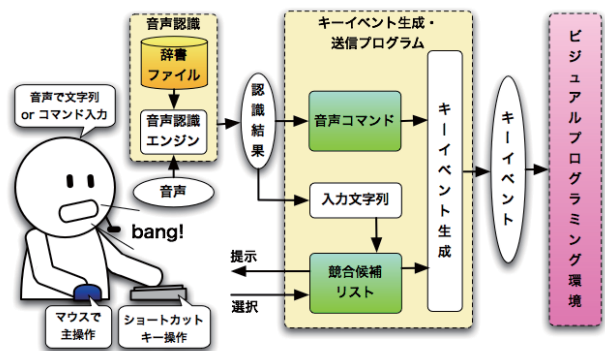 音声認識
辞書
ファイル
音声認識
エンジン
音声
音声で文字列
or コマンド入力
bang!
マウスで
主操作
ショートカット
キー操作
認識結果
キーイベント生成・
送信プログラム
音声コマンド
入力文字列
競合候補
リスト
提示
選択
キーイベント生成
キーイベント
ビジュアルプログラミング環境